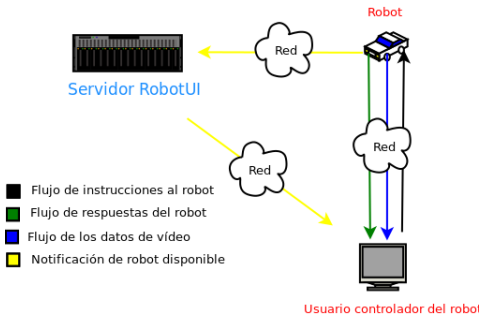 Robot
Red
Servidor RobotUI
Red
Red
Flujo de instrucciones al robot
Flujo de respuestas del robot
Flujo de los datos de vídeo
Notificación de robot disponible
Usuario controlador del robot